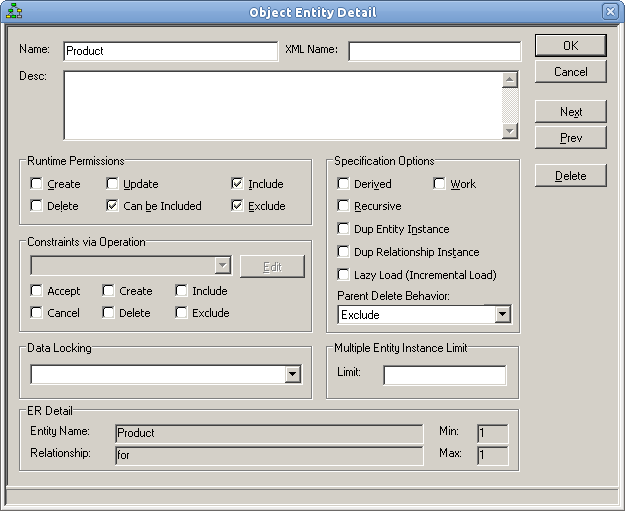 Object Entity Detail
Name: Product XML Name: OK
Desc: Cancel
Next
Prev
Runtime Permissions Specification Options
Create Update Include Derived Work Delete
Delete Can be Included Exclude Recursive
Dup Entity Instance
Constraints via Operation Dup Relationship Instance
Edit Lazy Load (Incremental Load)
Accept Create Include Parent Delete Behavior:
Cancel Delete Exclude Exclude
Data Locking Multiple Entity Instance Limit
Limit:
ER Detail
Entity Name: Product Min: 1
Relationship: for Max: 1